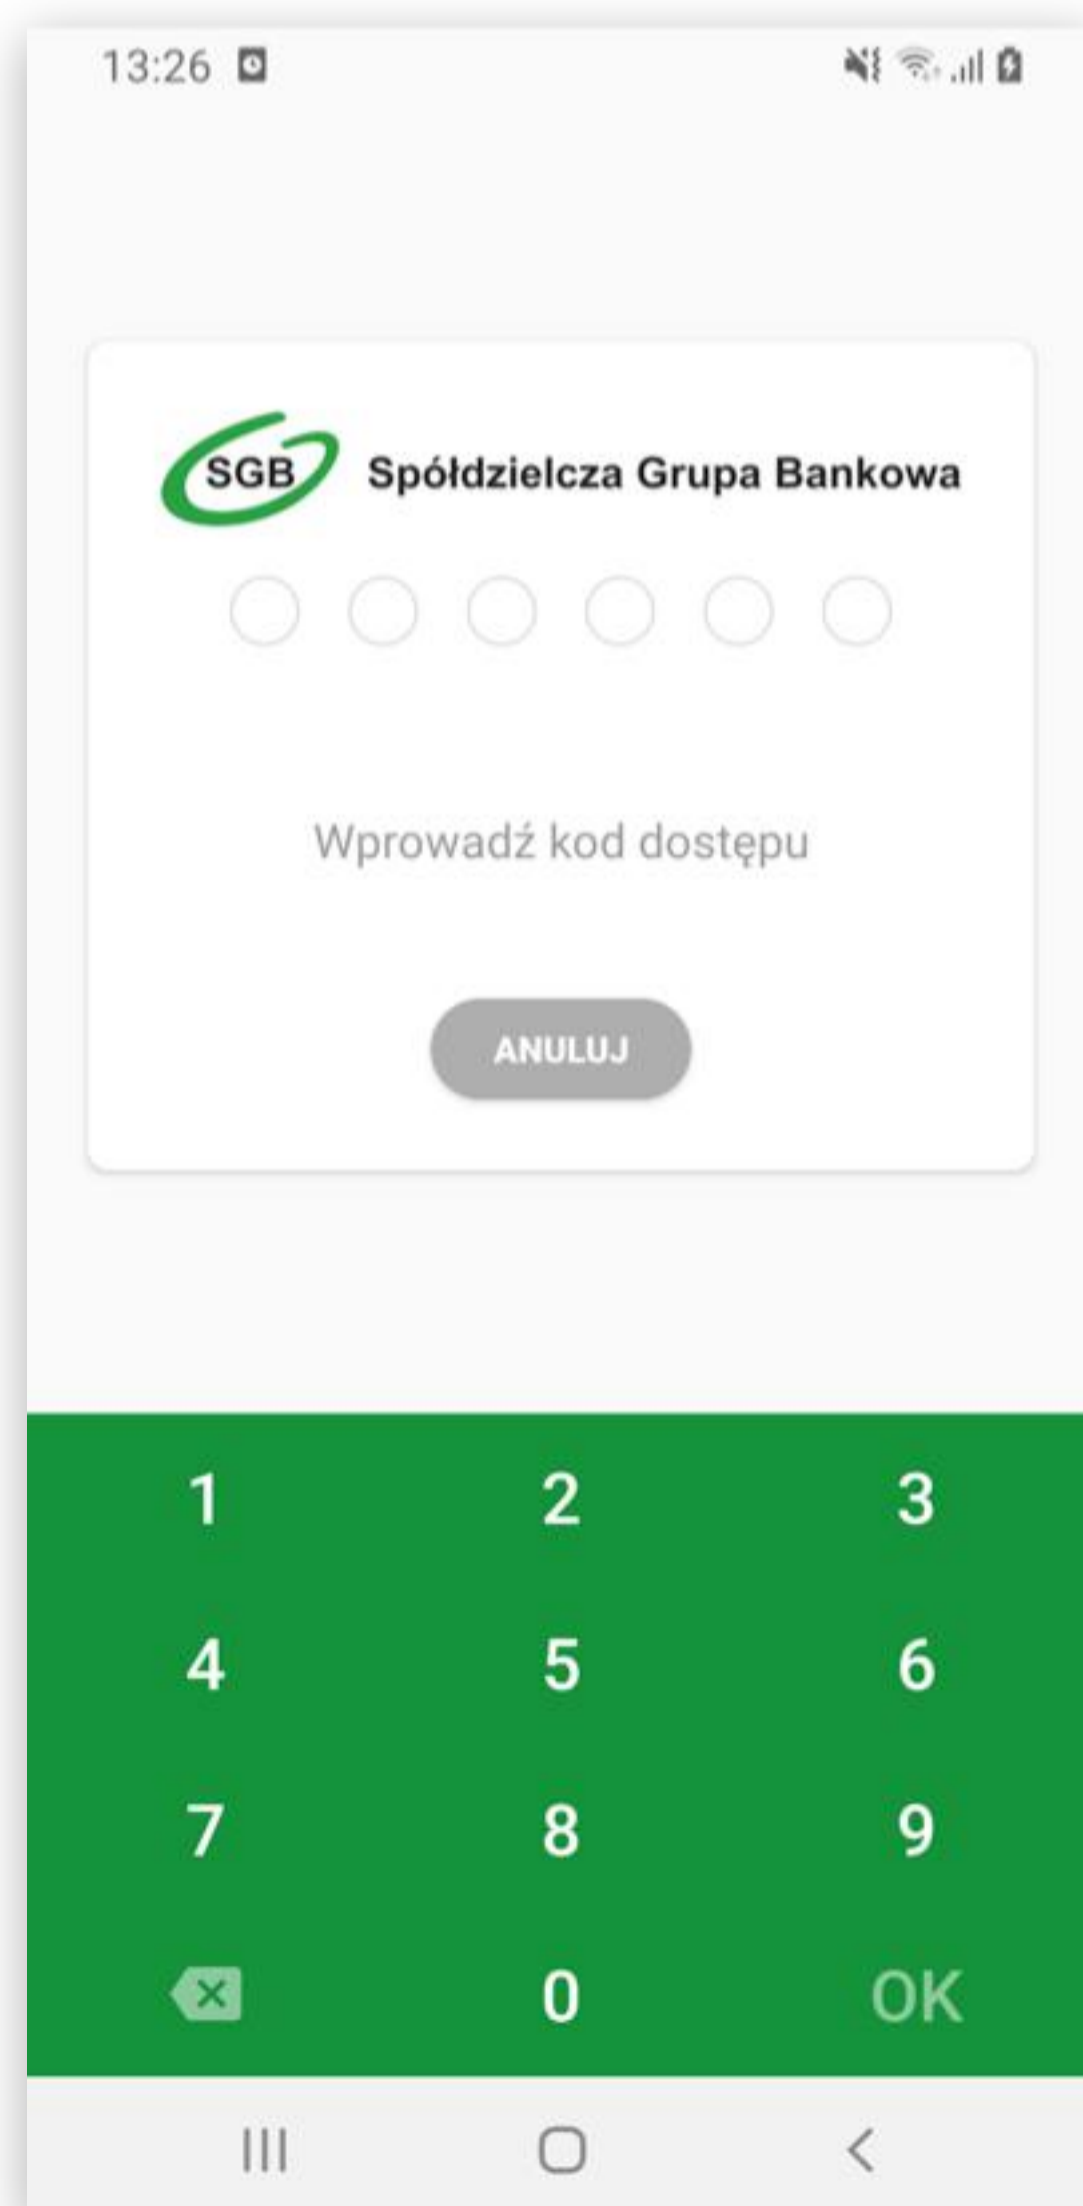 13:26
SGB Spółdzielcza Grupa Bankowa
Wprowadź kod dostępu
ANULUJ
1 2 3
4 5 6
7 8 9
0 OK